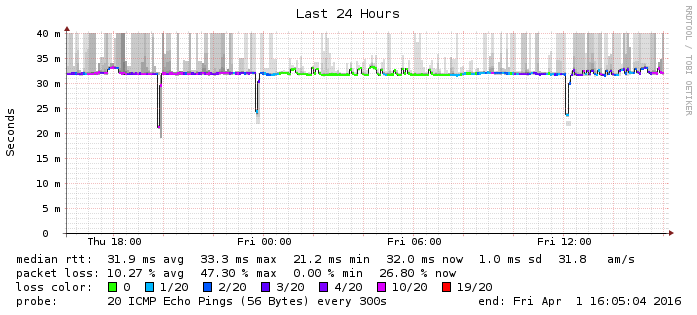 Last 24 Hours
RRDTOOL / TOBI OETIKER
Seconds
40 m
35 m
30 m
25 m
20 m
15 m
10 m
5 m
0
Thu 18:00 Fri 00:00 Fri 06:00 Fri 12:00
median rtt: 31.9 ms avg 33.3 ms max 21.2 ms min 32.0 ms now 1.0 ms sd 31.8 am/s
packet loss: 10.27 % avg 47.30 % max 0.00 % min 26.80 % now
loss color: 0 1/20 2/20 3/20 4/20 10/20 19/20
probe: 20 ICMP Echo Pings (56 Bytes) every 300s end: Fri Apr 1 16:05:04 2016